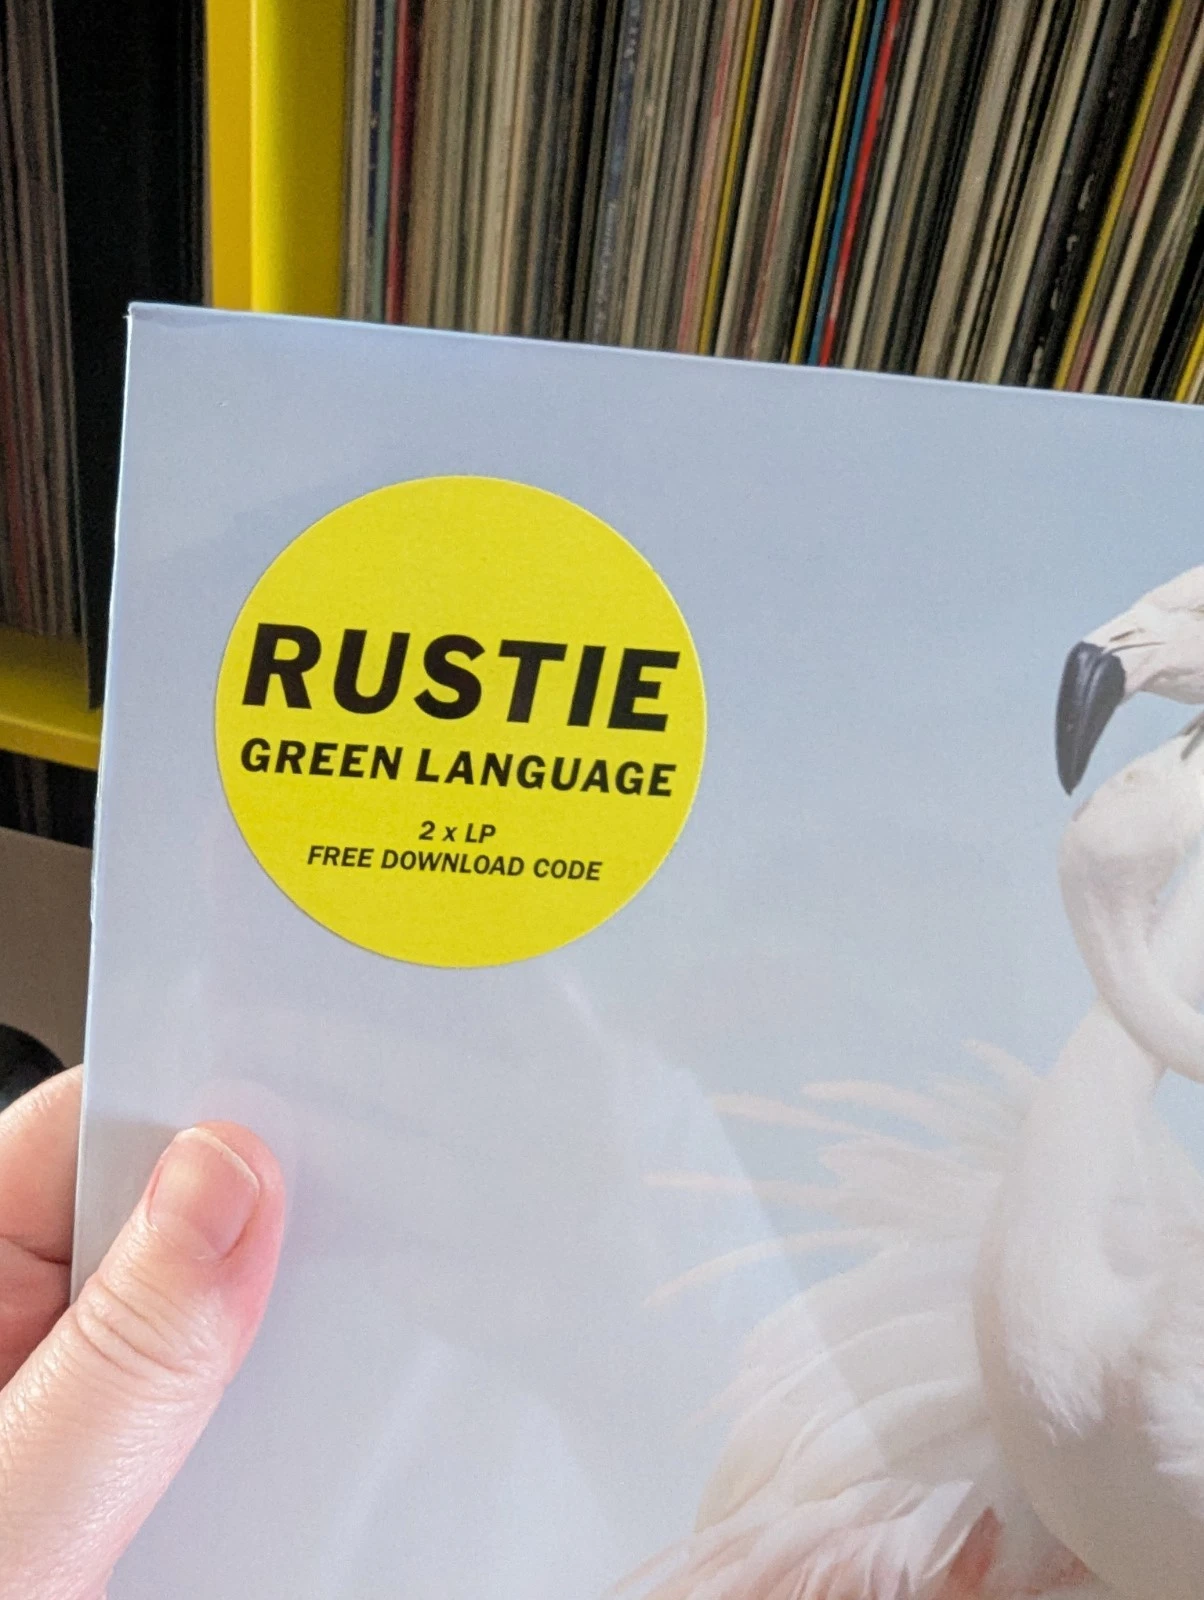 RUSTIE
GREEN LANGUAGE
2 x LP
FREE DOWNLOAD CODE